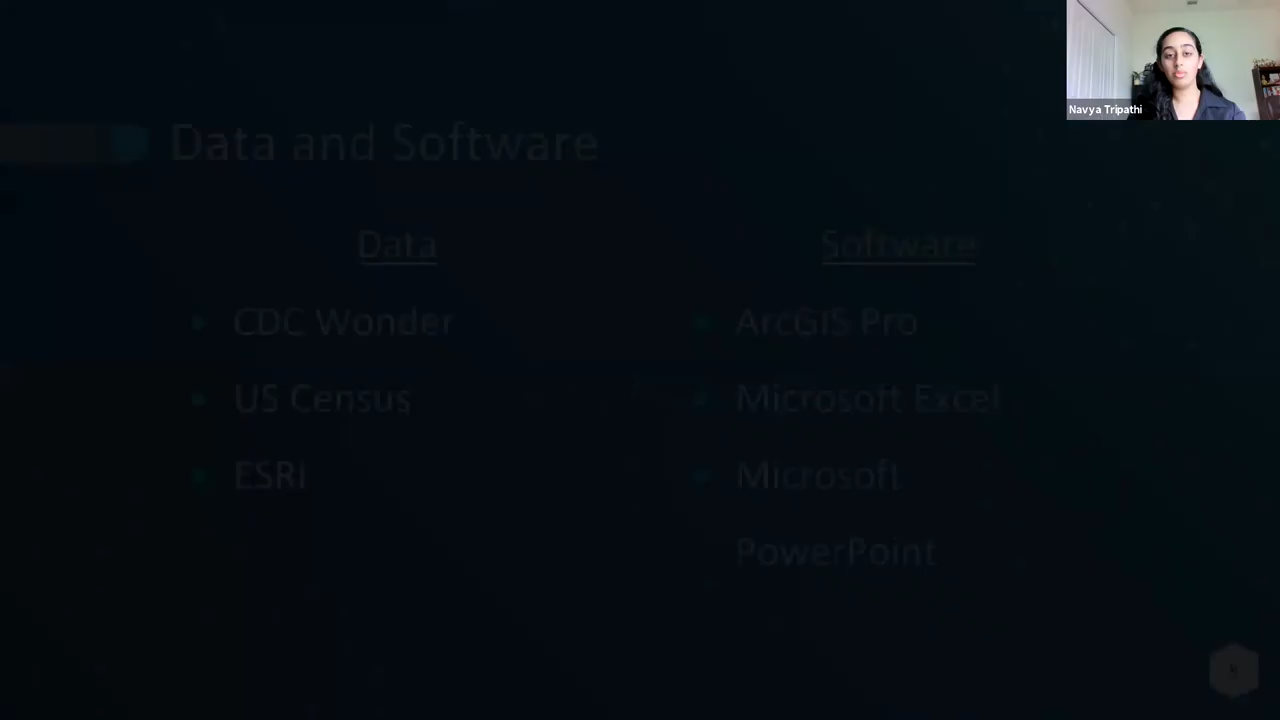 Navya Tripathi
Data and Software
Data
CDC Wonder
US Census
ESRI
Software
ArcGIS Pro
Microsoft Excel
Microsoft
PowerPoint